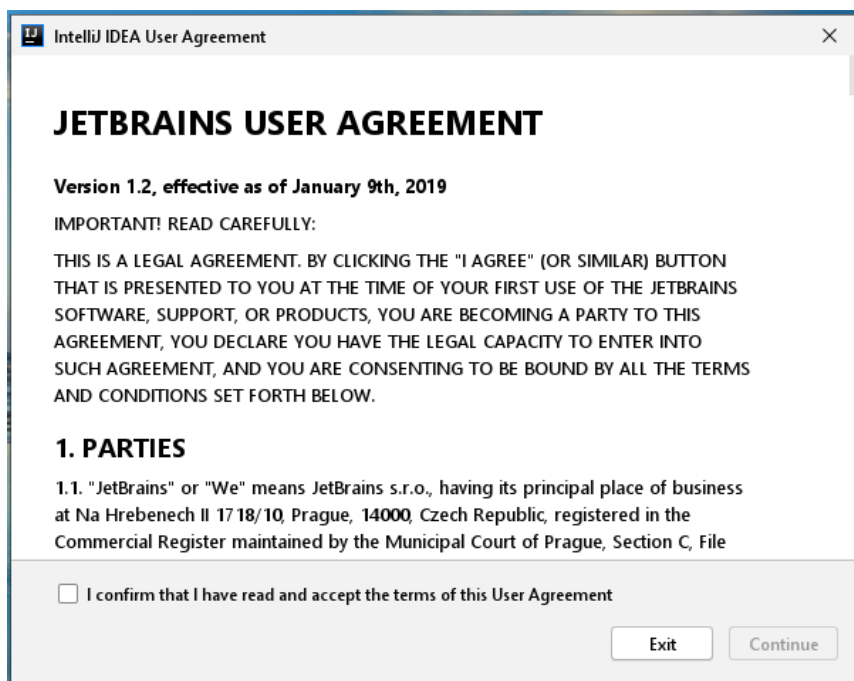 IJ IntelliJ IDEA User Agreement
JETBRAINS USER AGREEMENT
Version 1.2, effective as of January 9th, 2019
IMPORTANT! READ CAREFULLY:
THIS IS A LEGAL AGREEMENT. BY CLICKING THE "I AGREE" (OR SIMILAR) BUTTON
THAT IS PRESENTED TO YOU AT THE TIME OF YOUR FIRST USE OF THE JETBRAINS
SOFTWARE, SUPPORT, OR PRODUCTS, YOU ARE BECOMING A PARTY TO THIS
AGREEMENT, YOU DECLARE YOU HAVE THE LEGAL CAPACITY TO ENTER INTO
SUCH AGREEMENT, AND YOU ARE CONSENTING TO BE BOUND BY ALL THE TERMS
AND CONDITIONS SET FORTH BELOW.
1. PARTIES
1.1. "JetBrains" or "We" means JetBrains s.r.o., having its principal place of business
at Na Hrebenech II 1718/10, Prague, 14000, Czech Republic, registered in the
Commercial Register maintained by the Municipal Court of Prague, Section C, File
I confirm that I have read and accept the terms of this User Agreement
Exit Continue